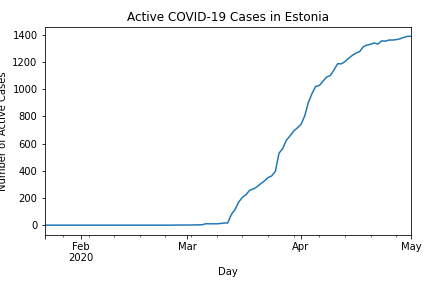 Active COVID-19 Cases in Estonia
Number of Active Cases
1400
1200
1000
800
600
400
200
0
Feb
2020
Mar
Apr
May
Day